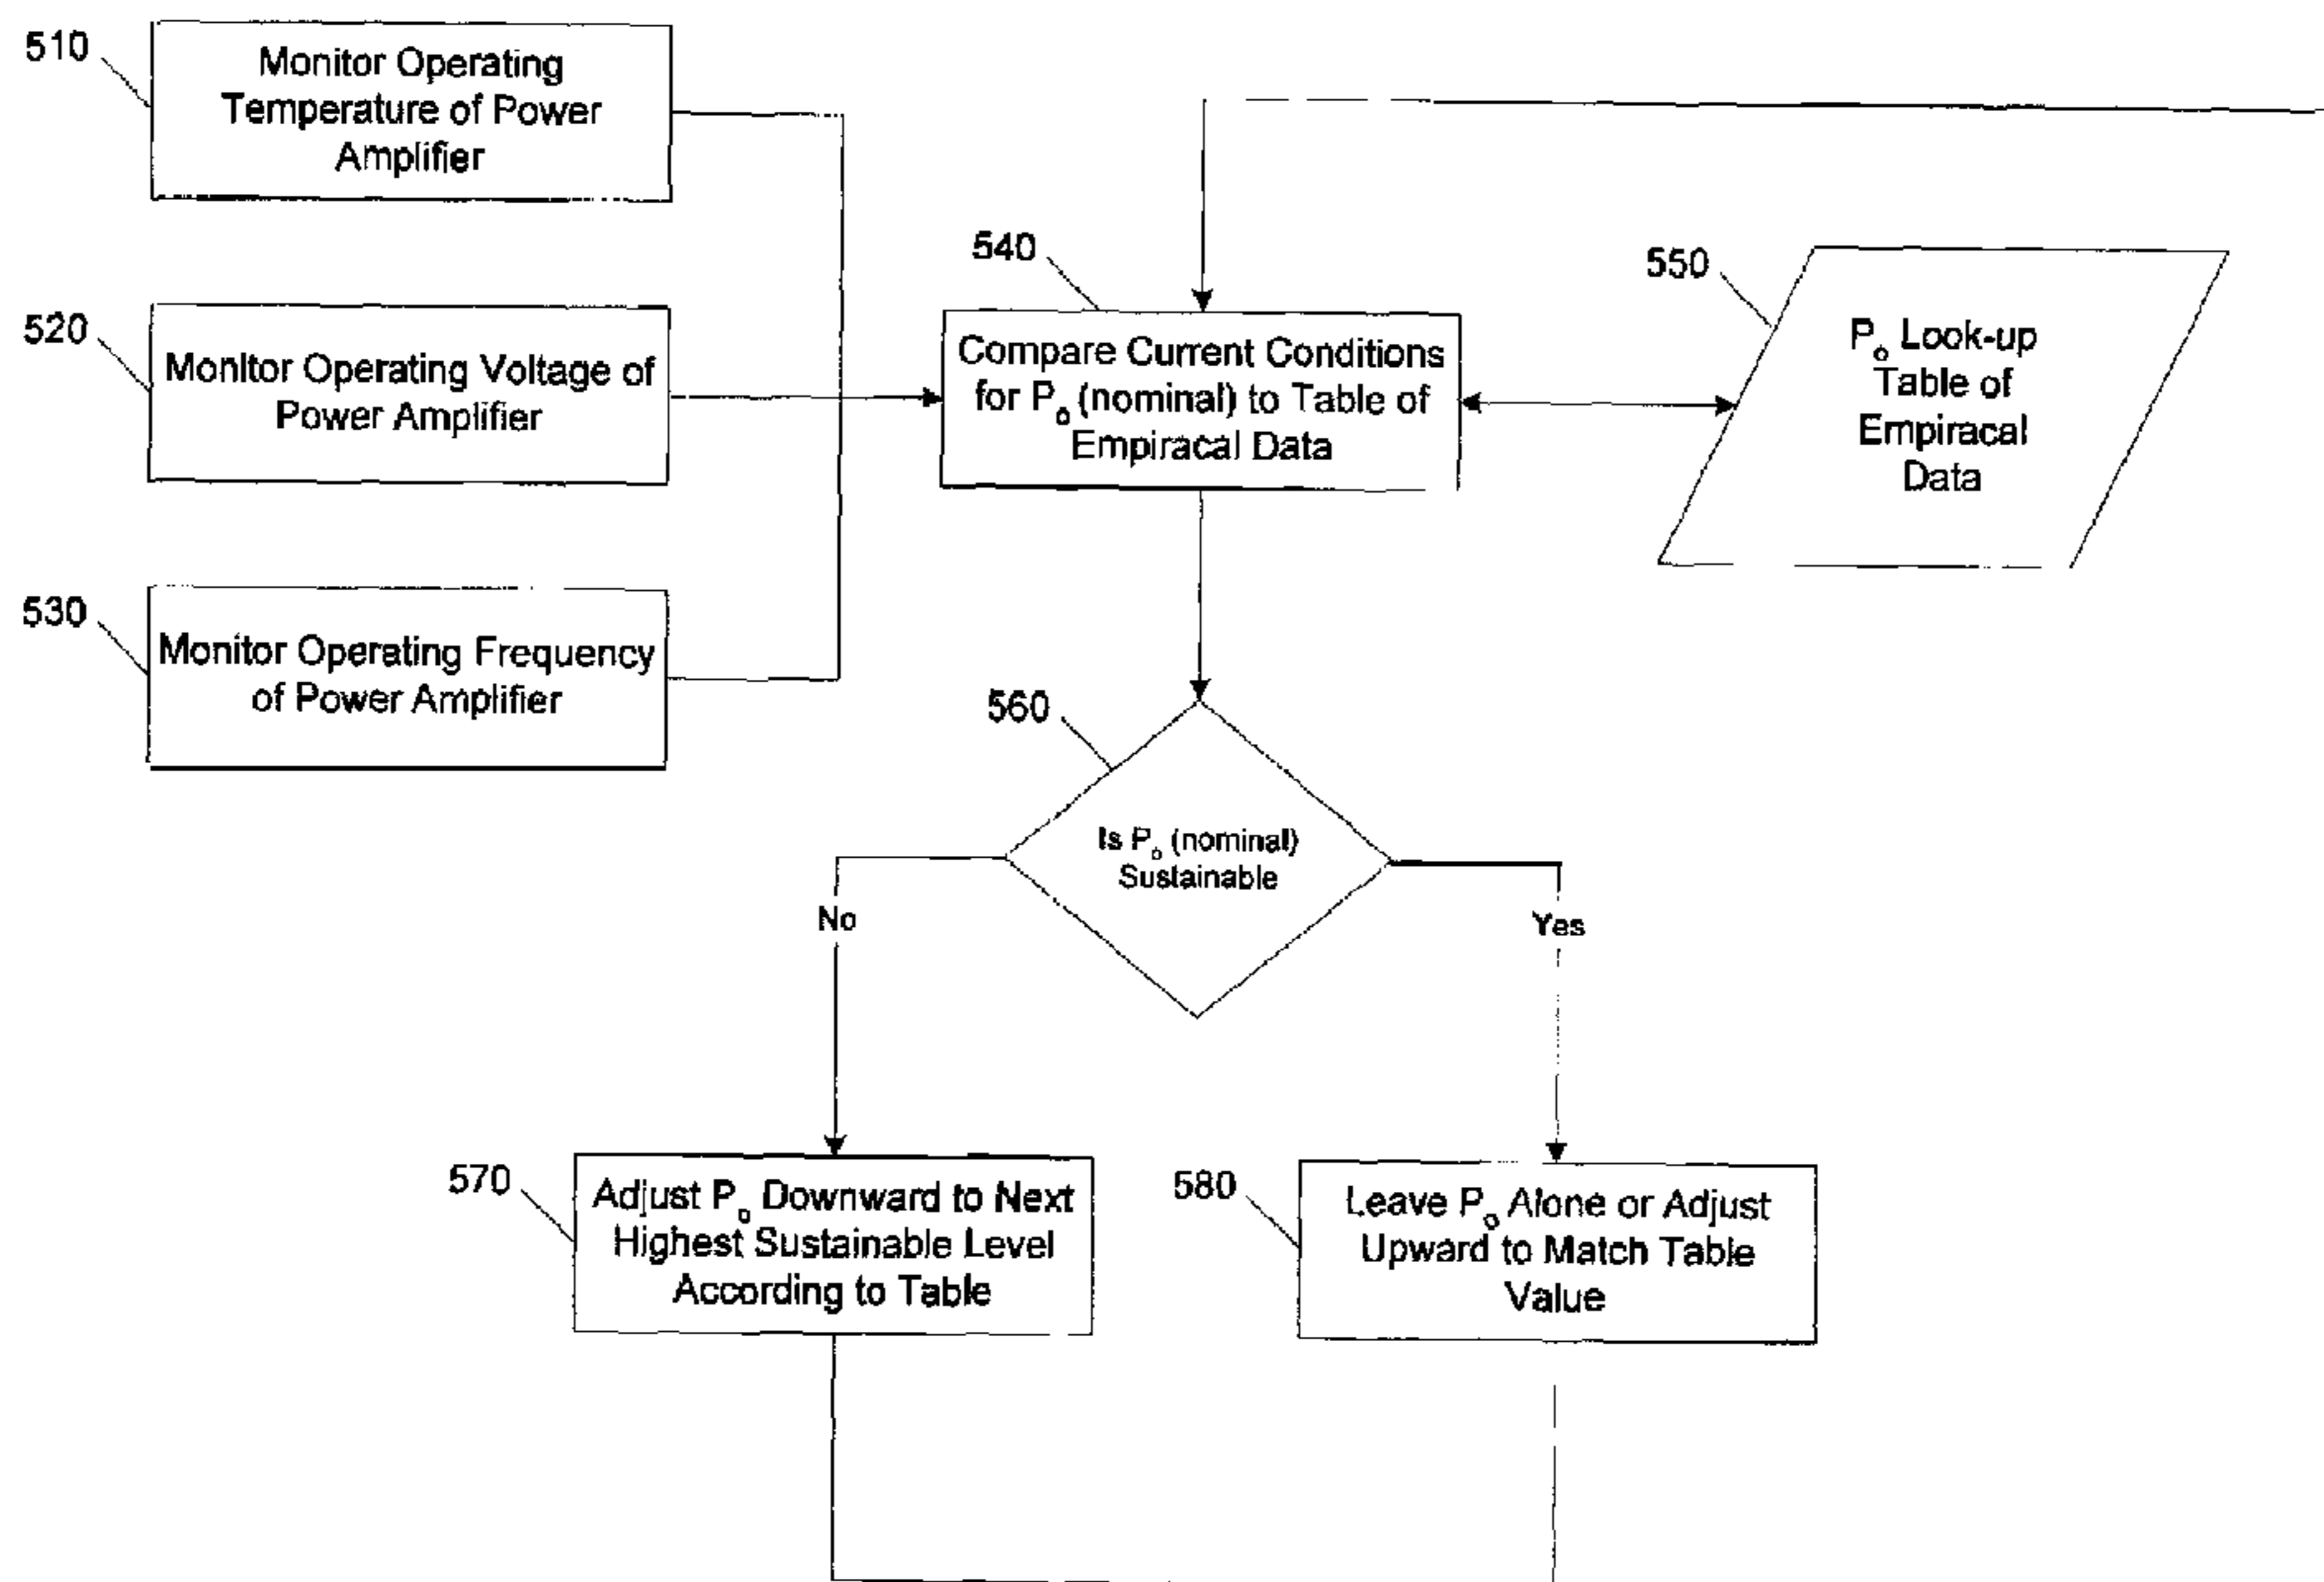 510
Monitor Operating
Temperature of Power
Amplifier
520
Monitor Operating Voltage of
Power Amplifier
530
Monitor Operating Frequency
of Power Amplifier
540
Compare Current Conditions
for Po (nominal) to Table of
Empiracal Data
550
Po Look-up
Table of
Empiracal
Data
560
Is Po (nominal)
Sustainable
No
Yes
570
Adjust Po Downward to Next
Highest Sustainable Level
According to Table
580
Leave Po Alone or Adjust
Upward to Match Table
Value